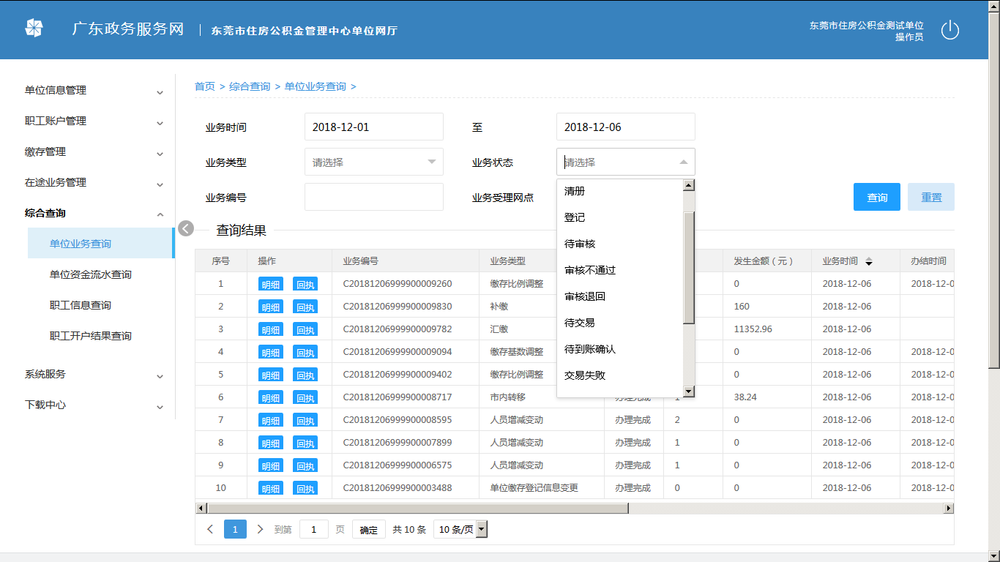 广东政务服务网 | 东莞市住房公积金管理中心单位网厅
东莞市住房公积金测试单位
操作员
单位信息管理
职工账户管理
缴存管理
在途业务管理
综合查询
单位业务查询
单位资金流水查询
职工信息查询
职工开户结果查询
系统服务
下载中心
首页 > 综合查询 > 单位业务查询 >
业务时间 2018-12-01 至 2018-12-06
业务类型 请选择 业务状态 请选择
业务编号 业务受理网点 查询 重置
清册
登记
待审核
审核不通过
审核退回
待交易
待到账确认
交易失败
查询结果
序号 操作 业务编号 业务类型 发生金额（元） 业务时间 办结时间
1 明细 回执 C20181206999900009260 缴存比例调整 0 2018-12-06 2018-12-0
2 明细 回执 C20181206999900009830 补缴 160 2018-12-06
3 明细 回执 C20181206999900009782 汇缴 11352.96 2018-12-06
4 明细 回执 C20181206999900009094 缴存基数调整 0 2018-12-06 2018-12-0
5 明细 回执 C20181206999900009402 缴存比例调整 0 2018-12-06 2018-12-0
6 明细 回执 C20181206999900008717 市内转移 办理完成 1 38.24 2018-12-06 2018-12-0
7 明细 回执 C20181206999900008595 人员增减变动 办理完成 2 0 2018-12-06 2018-12-0
8 明细 回执 C20181206999900007899 人员增减变动 办理完成 1 0 2018-12-06 2018-12-0
9 明细 回执 C20181206999900006575 人员增减变动 办理完成 1 0 2018-12-06 2018-12-0
10 明细 回执 C20181206999900003488 单位缴存登记信息变更 办理完成 0 0 2018-12-06 2018-12-0
1 到第 1 页 确定 共 10 条 10 条/页